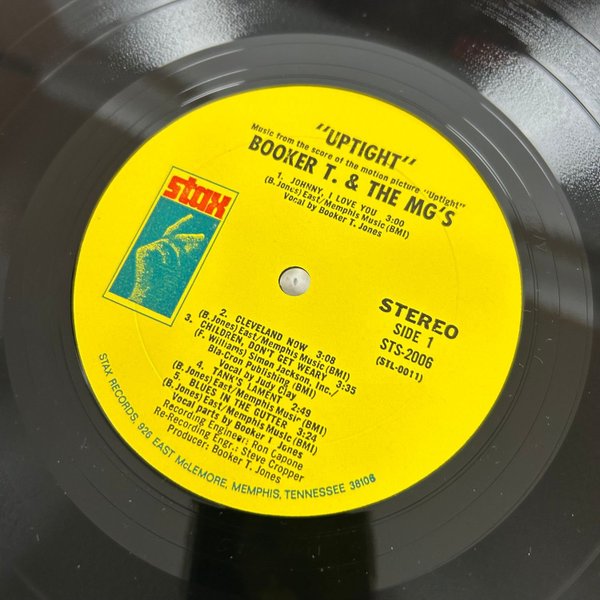 "UPTIGHT"
Music from the score of the motion picture "Uptight"
BOOKER T. & THE MG'S
1. JOHNNY, I LOVE YOU 3:00
(B. Jones) East/Memphis Music (BMI)
Vocal by Booker T. Jones
stax
STEREO
SIDE 1
STS-2006
(STL-0011)
2. CLEVELAND NOW 3:08
(B. Jones) East/Memphis Music (BMI)
3. CHILDREN, DON'T GET WEARY 3:35
(F. Williams) Simon Jackson, Inc./
Bla-Cron Publishing (BMI)
Vocal by Judy Clay
4. TANK'S LAMENT 2:49
(B. Jones) East/Memphis Music (BMI)
5. BLUES IN THE GUTTER 3:24
(B. Jones) East/Memphis Music (BMI)
Vocal parts by Booker T. Jones
Recording Engineer: Ron Capone
Re-Recording Engr.: Steve Cropper
Producer: Booker T. Jones
STAX RECORDS, 926 EAST McLEMORE, MEMPHIS, TENNESSEE 38106